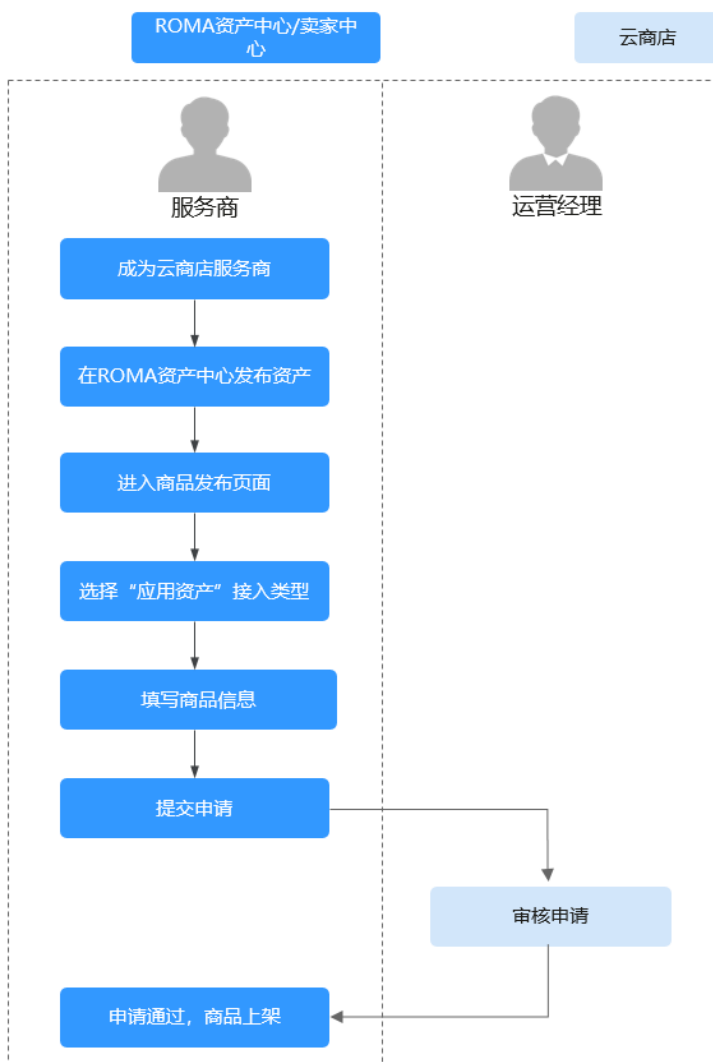 ROMA资产中心/卖家中
心
云商店
服务商
运营经理
成为云商店服务商
在ROMA资产中心发布资产
进入商品发布页面
选择“应用资产”接入类型
填写商品信息
提交申请
审核申请
申请通过，商品上架